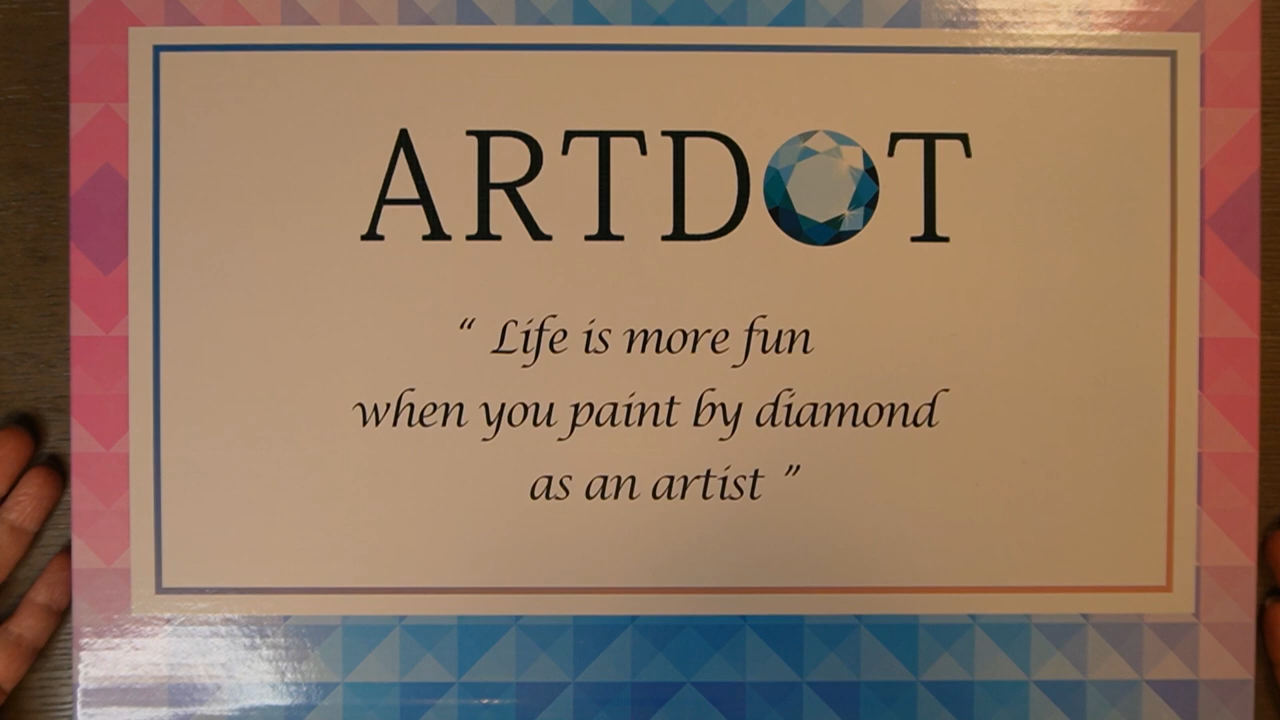 ARTDOT
“ Life is more fun
when you paint by diamond
as an artist ”